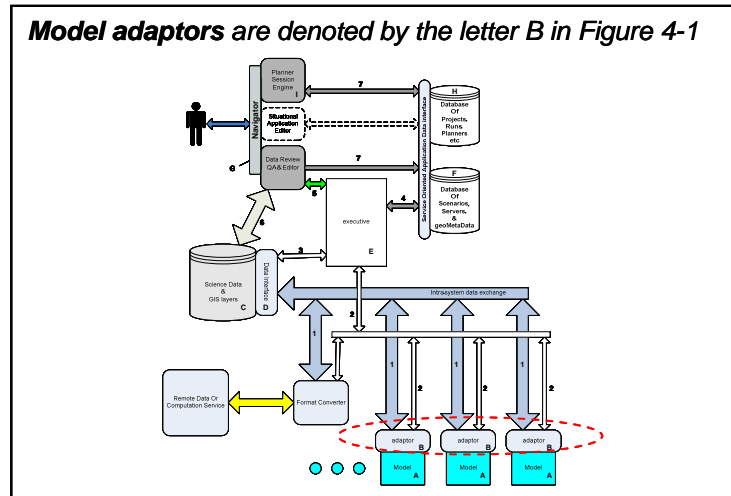 Model adaptors are denoted by the letter B in Figure 4-1
Planner
Session
Engine
I
7
H
Database
Of
Projects,
Runs,
Planners
etc
Navigator
Situational
Application
Editor
Service Oriented Application Data interface
G
Data Review
QA& Editor
7
F
Database
Of
Scenarios,
Servers, &
geoMetaData
5
4
executive
E
6
3
Science Data
&
GIS layers
C
Data Interface
D
Intra-system data exchange
2
1
1
1
1
2
2
2
Remote Data Or
Computation Service
Format Converter
adaptor
B
adaptor
B
adaptor
B
Model
A
Model
A
Model
A